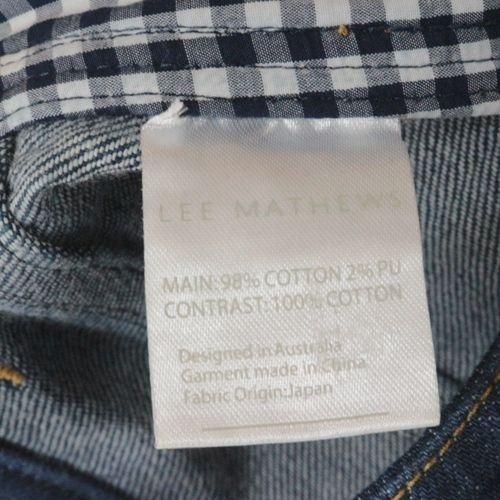 LEE MATHEWS
MAIN: 98% COTTON 2% PU
CONTRAST: 100% COTTON
Designed in Australia
Garment made in China
Fabric Origin:Japan